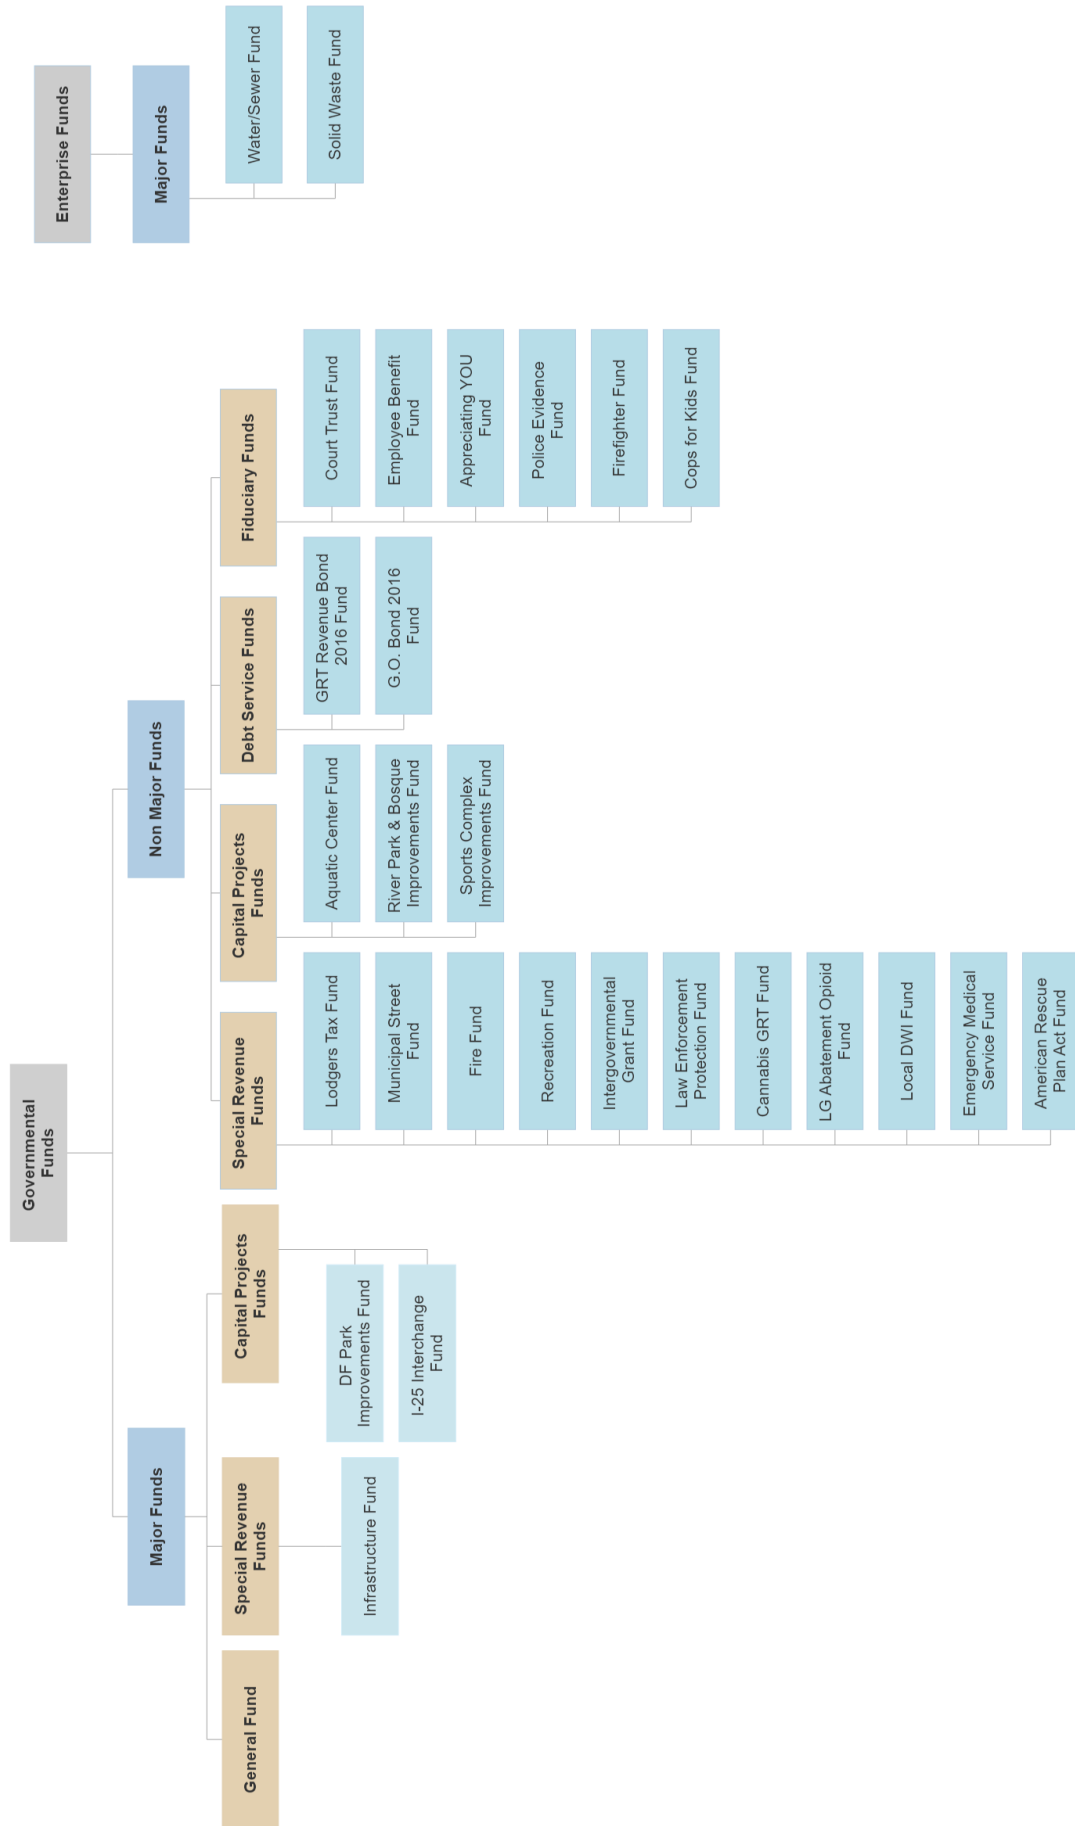 Governmental
Funds
Major Funds
General Fund
Special Revenue
Funds
Infrastructure Fund
Capital Projects
Funds
DF Park
Improvements Fund
I-25 Interchange
Fund
Non Major Funds
Special Revenue
Funds
Lodgers Tax Fund
Municipal Street
Fund
Fire Fund
Recreation Fund
Intergovernmental
Grant Fund
Law Enforcement
Protection Fund
Cannabis GRT Fund
LG Abatement Opioid
Fund
Local DWI Fund
Emergency Medical
Service Fund
American Rescue
Plan Act Fund
Capital Projects
Funds
Aquatic Center Fund
River Park & Bosque
Improvements Fund
Sports Complex
Improvements Fund
Debt Service Funds
GRT Revenue Bond
2016 Fund
G.O. Bond 2016
Fund
Fiduciary Funds
Court Trust Fund
Employee Benefit
Fund
Appreciating YOU
Fund
Police Evidence
Fund
Firefighter Fund
Cops for Kids Fund
Enterprise Funds
Major Funds
Water/Sewer Fund
Solid Waste Fund